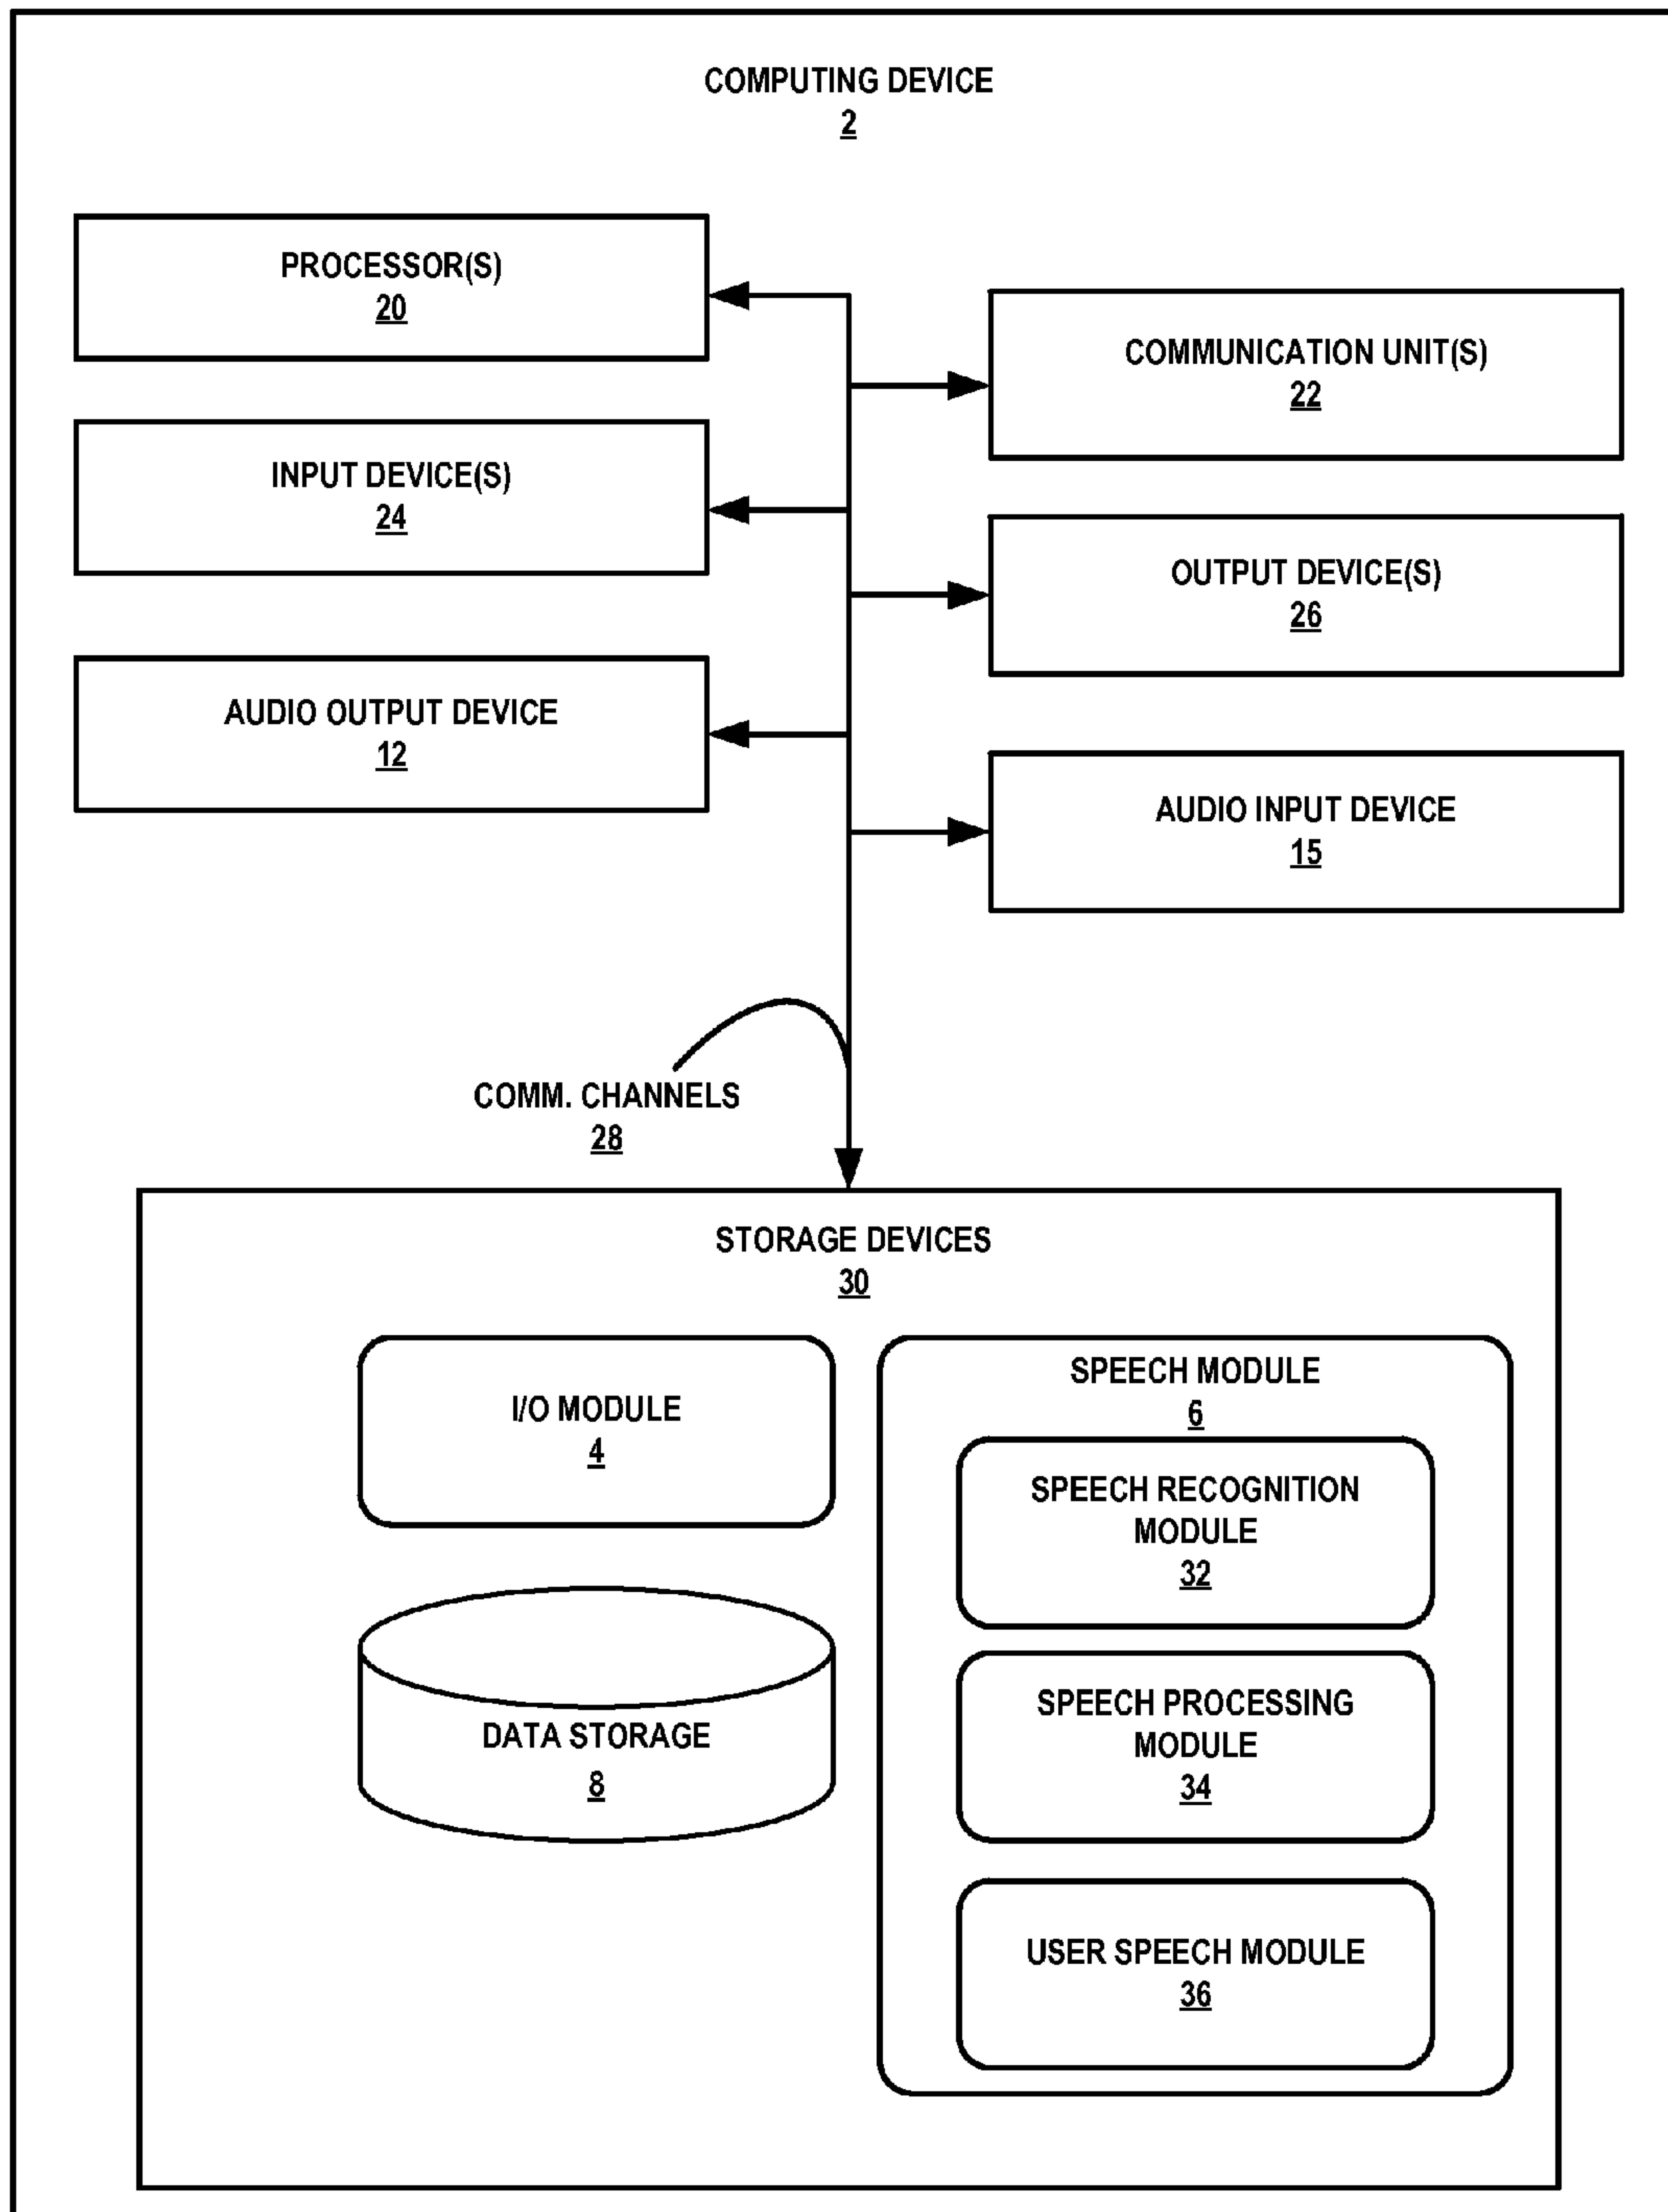 COMPUTING DEVICE
2
PROCESSOR(S)
20
COMMUNICATION UNIT(S)
22
INPUT DEVICE(S)
24
OUTPUT DEVICE(S)
26
AUDIO OUTPUT DEVICE
12
AUDIO INPUT DEVICE
15
COMM. CHANNELS
28
STORAGE DEVICES
30
I/O MODULE
4
DATA STORAGE
8
SPEECH MODULE
6
SPEECH RECOGNITION
MODULE
32
SPEECH PROCESSING
MODULE
34
USER SPEECH MODULE
36